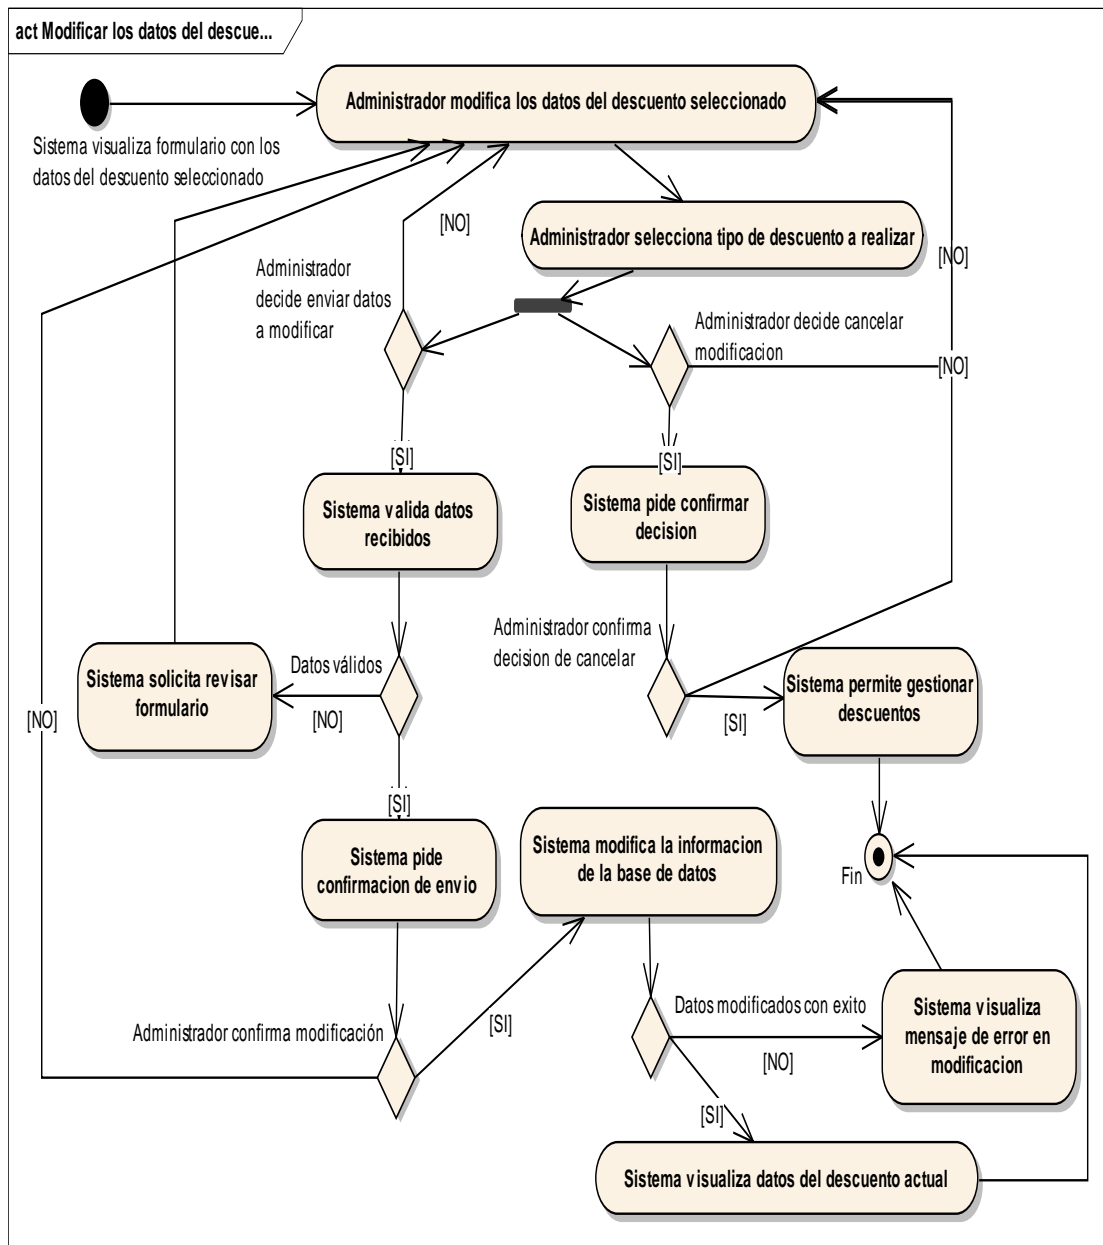 act Modificar los datos del descue...
Administrador modifica los datos del descuento seleccionado
Sistema visualiza formulario con los
datos del descuento seleccionado
[NO]
Administrador selecciona tipo de descuento a realizar
[NO]
Administrador
decide enviar datos
a modificar
Administrador decide cancelar
modificacion
[NO]
[SI]
[SI]
Sistema valida datos
recibidos
Sistema pide confirmar
decision
Administrador confirma
decision de cancelar
Datos válidos
Sistema solicita revisar
formulario
[NO]
[NO]
Sistema permite gestionar
descuentos
[SI]
[SI]
Sistema pide
confirmacion de envio
Sistema modifica la informacion
de la base de datos
Fin
Administrador confirma modificación
[SI]
Datos modificados con exito
[NO]
Sistema visualiza
mensaje de error en
modificacion
[SI]
Sistema visualiza datos del descuento actual